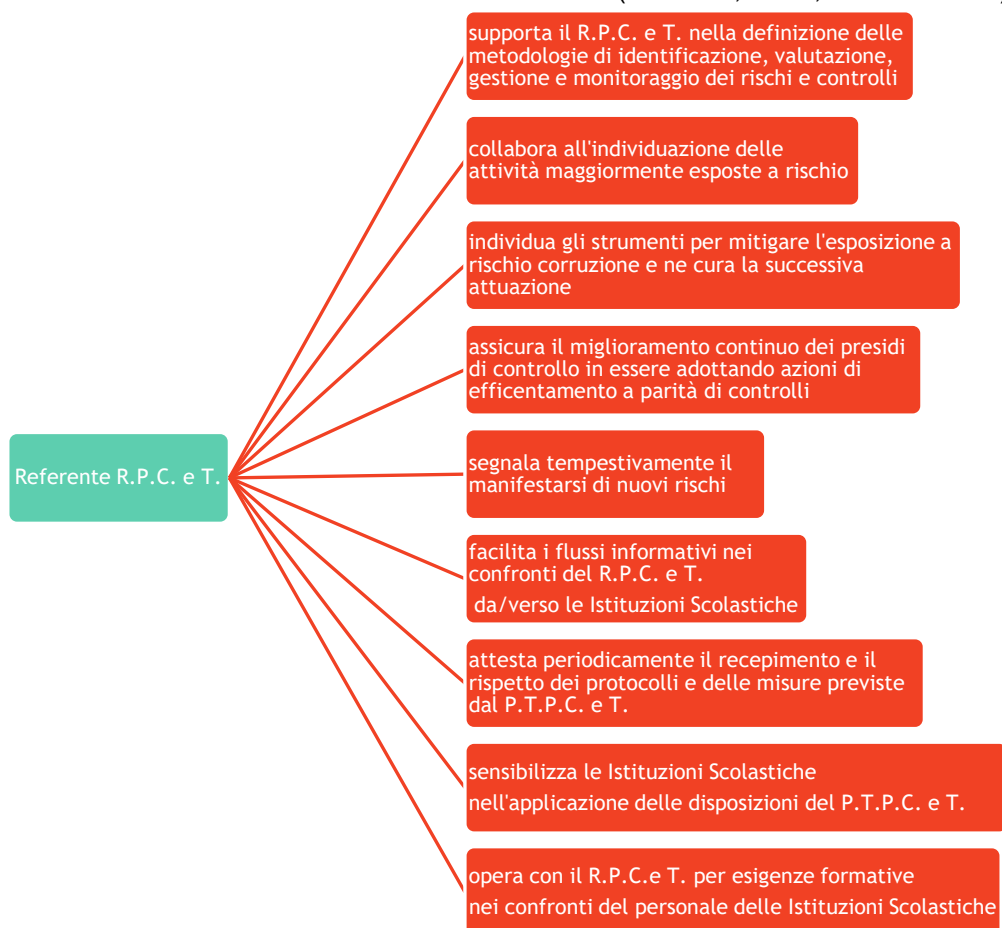 supporta il R.P.C. e T. nella definizione delle
metodologie di identificazione, valutazione,
gestione e monitoraggio dei rischi e controlli
collabora all'individuazione delle
attività maggiormente esposte a rischio
individua gli strumenti per mitigare l'esposizione a
rischio corruzione e ne cura la successiva
attuazione
assicura il miglioramento continuo dei presidi
di controllo in essere adottando azioni di
efficentamento a parità di controlli
Referente R.P.C. e T.
segnala tempestivamente il
manifestarsi di nuovi rischi
facilita i flussi informativi nei
confronti del R.P.C. e T.
da/verso le Istituzioni Scolastiche
attesta periodicamente il recepimento e il
rispetto dei protocolli e delle misure previste
dal P.T.P.C. e T.
sensibilizza le Istituzioni Scolastiche
nell'applicazione delle disposizioni del P.T.P.C. e T.
opera con il R.P.C.e T. per esigenze formative
nei confronti del personale delle Istituzioni Scolastiche